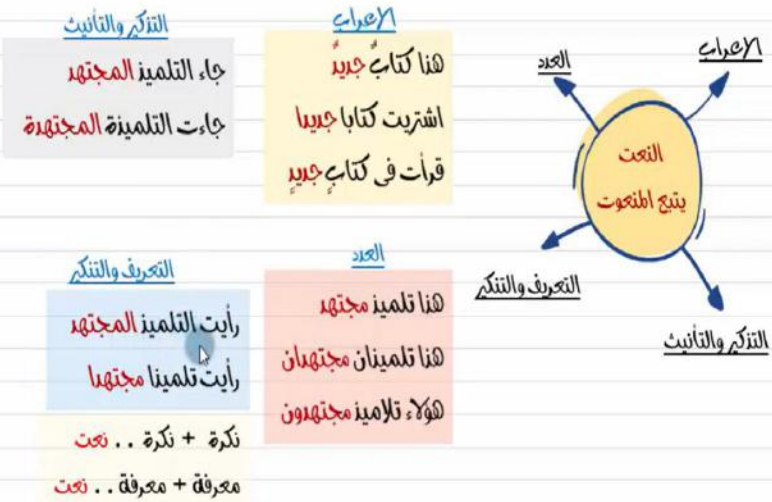 الإعراب
العدد
النعت
يتبع المنعوت
التعريف والتنكير
التذكير والتأنيث
الإعراب
هذا كتابٌ جديدٌ
اشتريت كتابا جديدا
قرأت فى كتابٍ جديدٍ
التذكير والتأنيث
جاء التلميذ المجتهد
جاءت التلميذة المجتهدة
العدد
هذا تلميذ مجتهد
هذا تلميذان مجتهدان
هؤلاء تلاميذ مجتهدون
التعريف والتنكير
رأيت التلميذ المجتهد
رأيت تلميذا مجتهدا
نكرة + نكرة .. نعت
معرفة + معرفة .. نعت